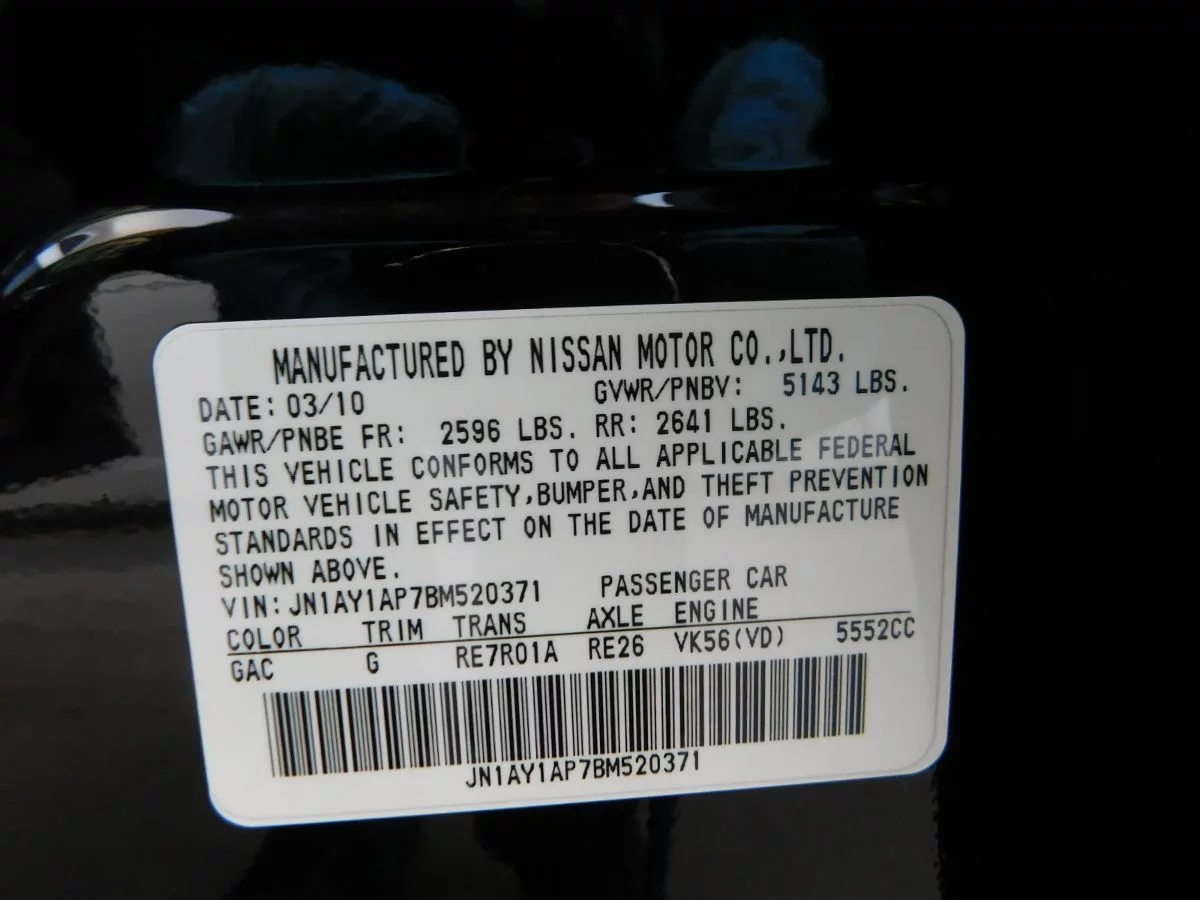 MANUFACTURED BY NISSAN MOTOR CO.,LTD.
DATE: 03/10 GVWR/PNBV: 5143 LBS.
GAWR/PNBE FR: 2596 LBS. RR: 2641 LBS.
THIS VEHICLE CONFORMS TO ALL APPLICABLE FEDERAL
MOTOR VEHICLE SAFETY,BUMPER,AND THEFT PREVENTION
STANDARDS IN EFFECT ON THE DATE OF MANUFACTURE
SHOWN ABOVE.
VIN: JN1AY1AP7BM520371 PASSENGER CAR
COLOR TRIM TRANS AXLE ENGINE
GAC G RE7R01A RE26 VK56(VD) 5552CC
JN1AY1AP7BM520371